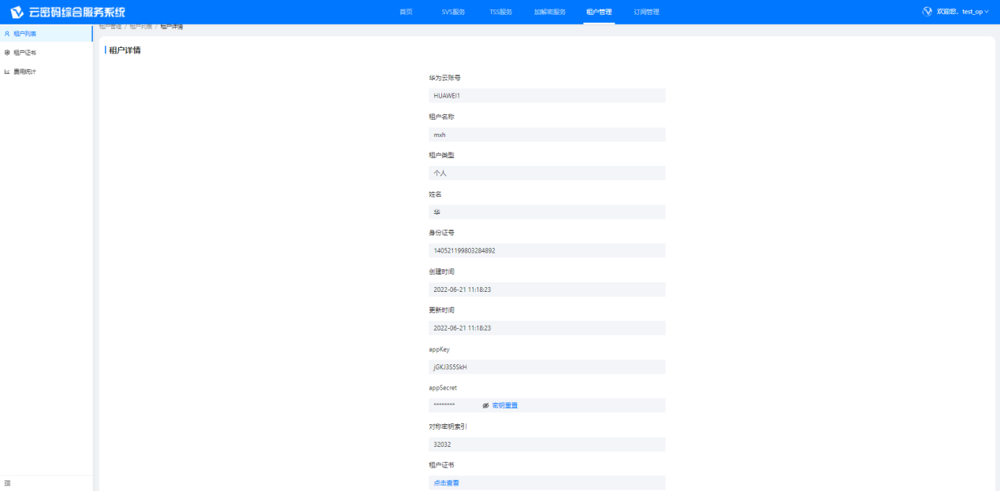 云密码综合服务系统
首页 SVS服务 TSS服务 加解密服务 租户管理 订阅管理 欢迎您，test_op
租户列表
租户证书
费用统计
租户管理 / 租户列表 / 租户详情
租户详情
华为云账号
HUAWEI1
租户名称
mxh
租户类型
个人
姓名
华
身份证号
140521199803284892
创建时间
2022-06-21 11:18:23
更新时间
2022-06-21 11:18:23
appKey
jGKJ3S5SkH
appSecret
******** 密钥重置
对称密钥索引
32032
租户证书
点击查看